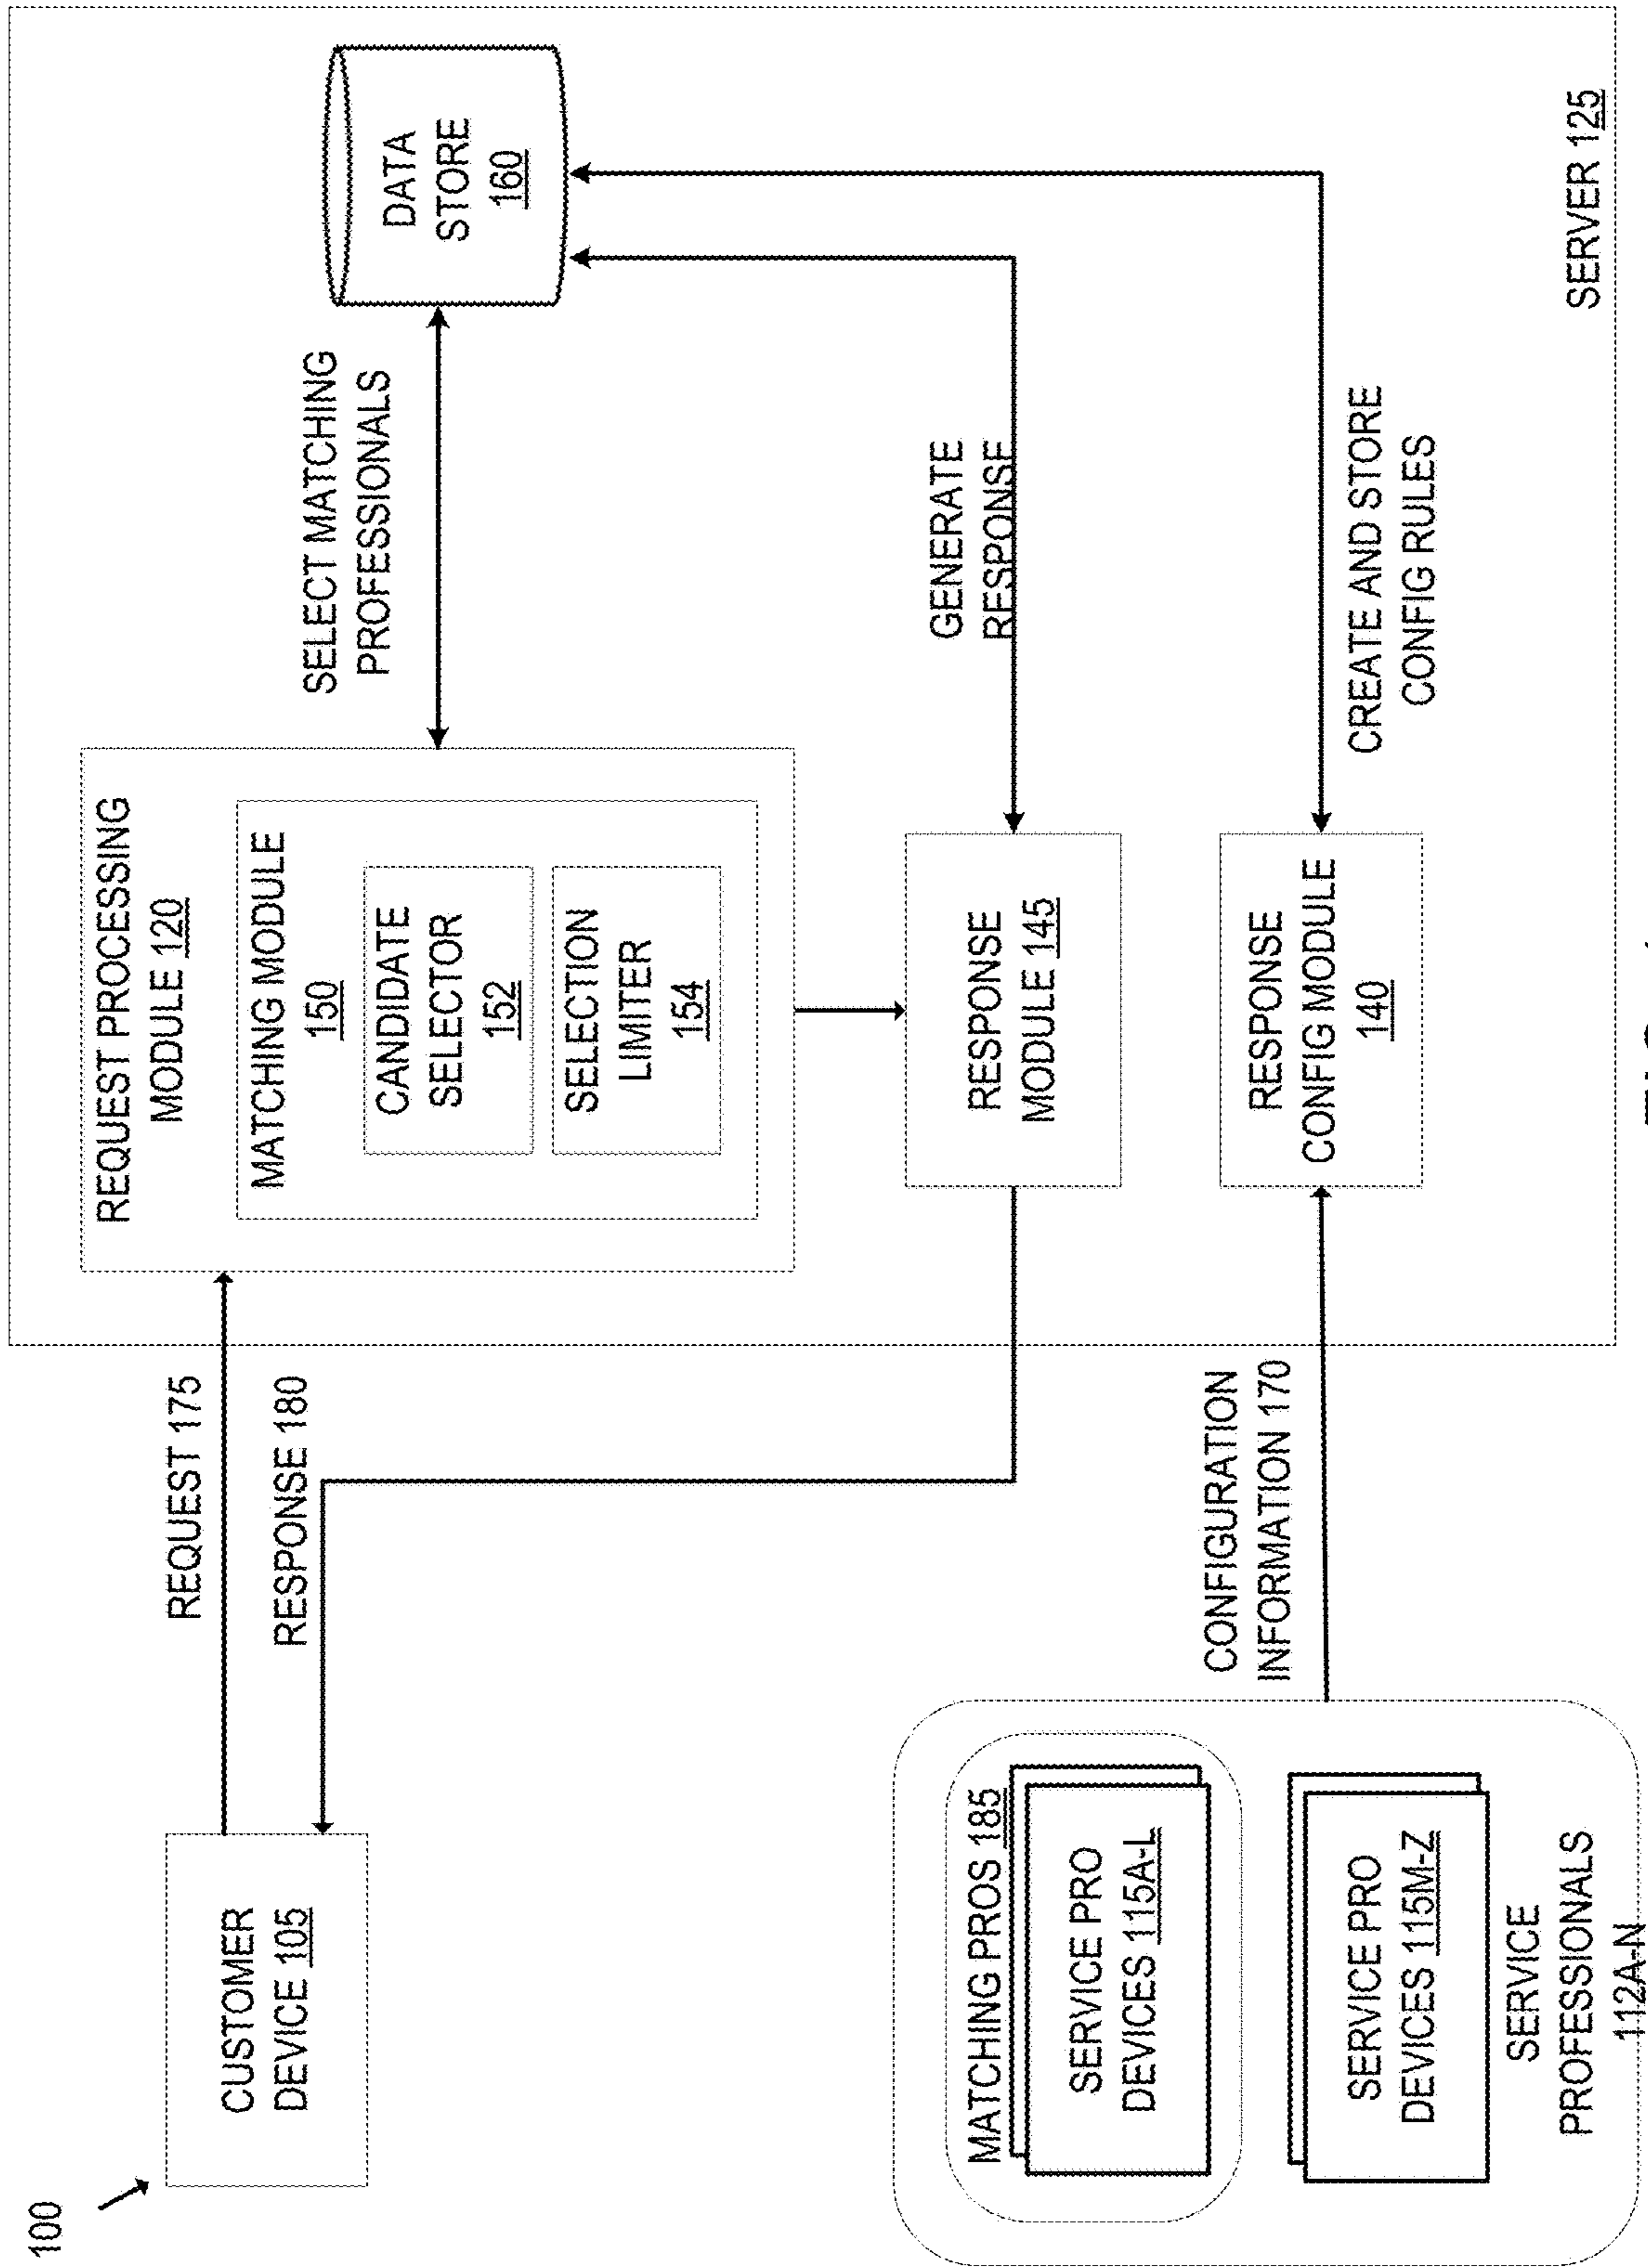 100
CUSTOMER
DEVICE 105
REQUEST 175
RESPONSE 180
REQUEST PROCESSING
MODULE 120
MATCHING MODULE
150
CANDIDATE
SELECTOR
152
SELECTION
LIMITER
154
SELECT MATCHING
PROFESSIONALS
DATA
STORE
160
MATCHING PROS 185
SERVICE PRO
DEVICES 115A-L
SERVICE PRO
DEVICES 115M-Z
SERVICE
PROFESSIONALS
112A-N
CONFIGURATION
INFORMATION 170
RESPONSE
MODULE 145
GENERATE
RESPONSE
RESPONSE
CONFIG MODULE
140
CREATE AND STORE
CONFIG RULES
SERVER 125